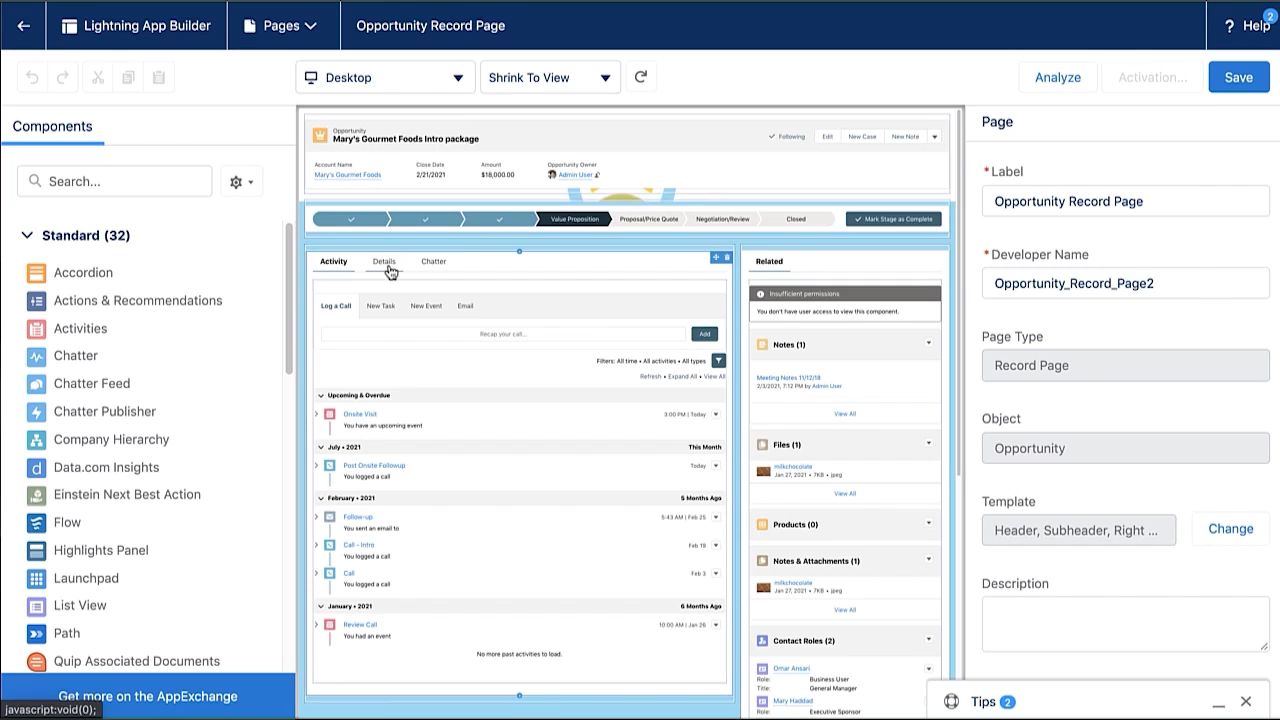 Lightning App Builder
Pages
Opportunity Record Page
? Help
2
Desktop
Shrink To View
Analyze
Activation...
Save
Components
Search...
Standard (32)
Accordion
Action & Recommendations
Activities
Chatter
Chatter Feed
Chatter Publisher
Company Hierarchy
Data.com Insights
Einstein Next Best Action
Flow
Highlights Panel
Launchpad
List View
Path
Quip Associated Documents
Get more on the AppExchange
javascript:void(0)
Opportunity
Mary's Gourmet Foods Intro package
Following
Edit
New Case
New Note
Account Name
Mary's Gourmet Foods
Close Date
2/21/2021
Amount
$18,000.00
Opportunity Owner
Admin User
Value Proposition
Proposal/Price Quote
Negotiation/Review
Closed
Mark Stage as Complete
Activity
Details
Chatter
Log a Call
New Task
New Event
Email
Recap your call...
Add
Filters: All time • All activities • All types
Refresh • Expand All • View All
Upcoming & Overdue
Onsite Visit
3:00 PM | Today
You have an upcoming event
July • 2021
This Month
Post Onsite Followup
Today
You logged a call
February • 2021
5 Months Ago
Follow-up
5:43 AM | Feb 25
You sent an email to
Call - Intro
Feb 19
You logged a call
Call
Feb 3
You logged a call
January • 2021
6 Months Ago
Review Call
10:00 AM | Jan 26
You had an event
No more past activities to load.
Related
Insufficient permissions
You don't have user access to view this component.
Notes (1)
Meeting Notes 11/12/18
2/3/2021, 7:12 PM by Admin User
View All
Files (1)
milkchocolate
Jan 27, 2021 • 7KB • jpeg
View All
Products (0)
Notes & Attachments (1)
milkchocolate
Jan 27, 2021 • 7KB • jpeg
View All
Contact Roles (2)
Omar Ansari
Role: Business User
Title: General Manager
Mary Haddad
Role: Executive Sponsor
Page
*Label
Opportunity Record Page
*Developer Name
Opportunity_Record_Page2
Page Type
Record Page
Object
Opportunity
Template
Header, Subheader, Right ...
Change
Description
Tips 2